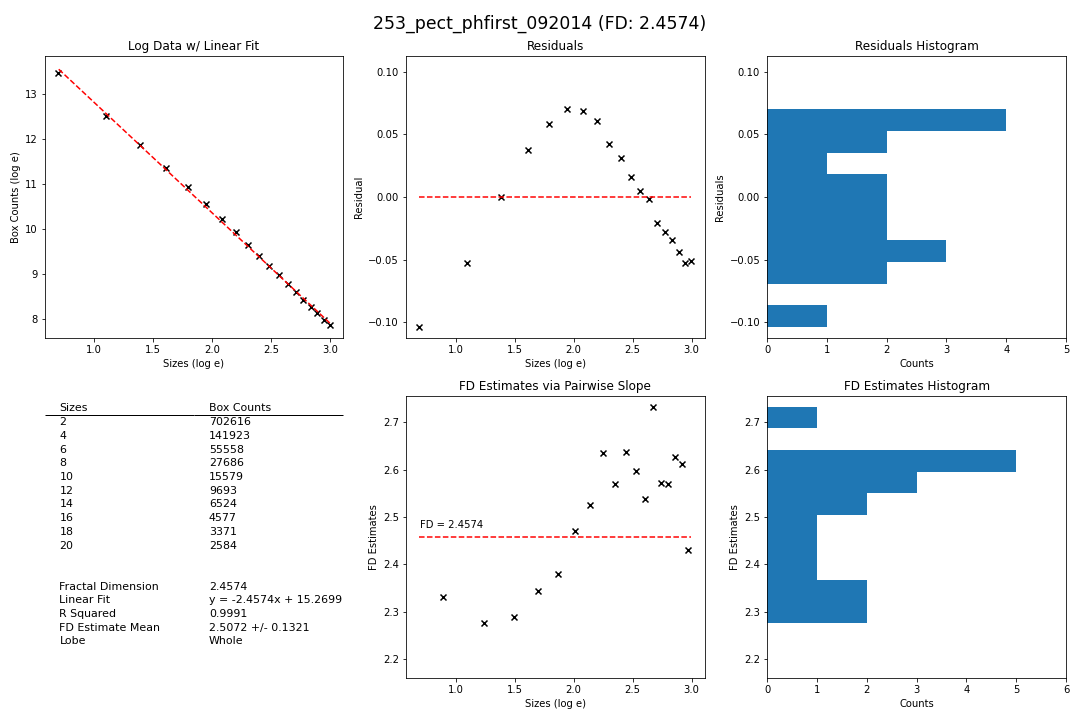 253_pect_phfirst_092014 (FD: 2.4574)
Log Data w/ Linear Fit
Box Counts (log e)
13
12
11
10
9
8
1.0 1.5 2.0 2.5 3.0
Sizes (log e)
Residuals
Residual
0.10
0.05
0.00
−0.05
−0.10
1.0 1.5 2.0 2.5 3.0
Sizes (log e)
Residuals Histogram
Residuals
0.10
0.05
0.00
−0.05
−0.10
0 1 2 3 4 5
Counts
Sizes Box Counts
2 702616
4 141923
6 55558
8 27686
10 15579
12 9693
14 6524
16 4577
18 3371
20 2584
Fractal Dimension 2.4574
Linear Fit y = -2.4574x + 15.2699
R Squared 0.9991
FD Estimate Mean 2.5072 +/- 0.1321
Lobe Whole
FD Estimates via Pairwise Slope
FD Estimates
2.7
2.6
2.5
2.4
2.3
2.2
FD = 2.4574
1.0 1.5 2.0 2.5 3.0
Sizes (log e)
FD Estimates Histogram
FD Estimates
2.7
2.6
2.5
2.4
2.3
2.2
0 1 2 3 4 5 6
Counts